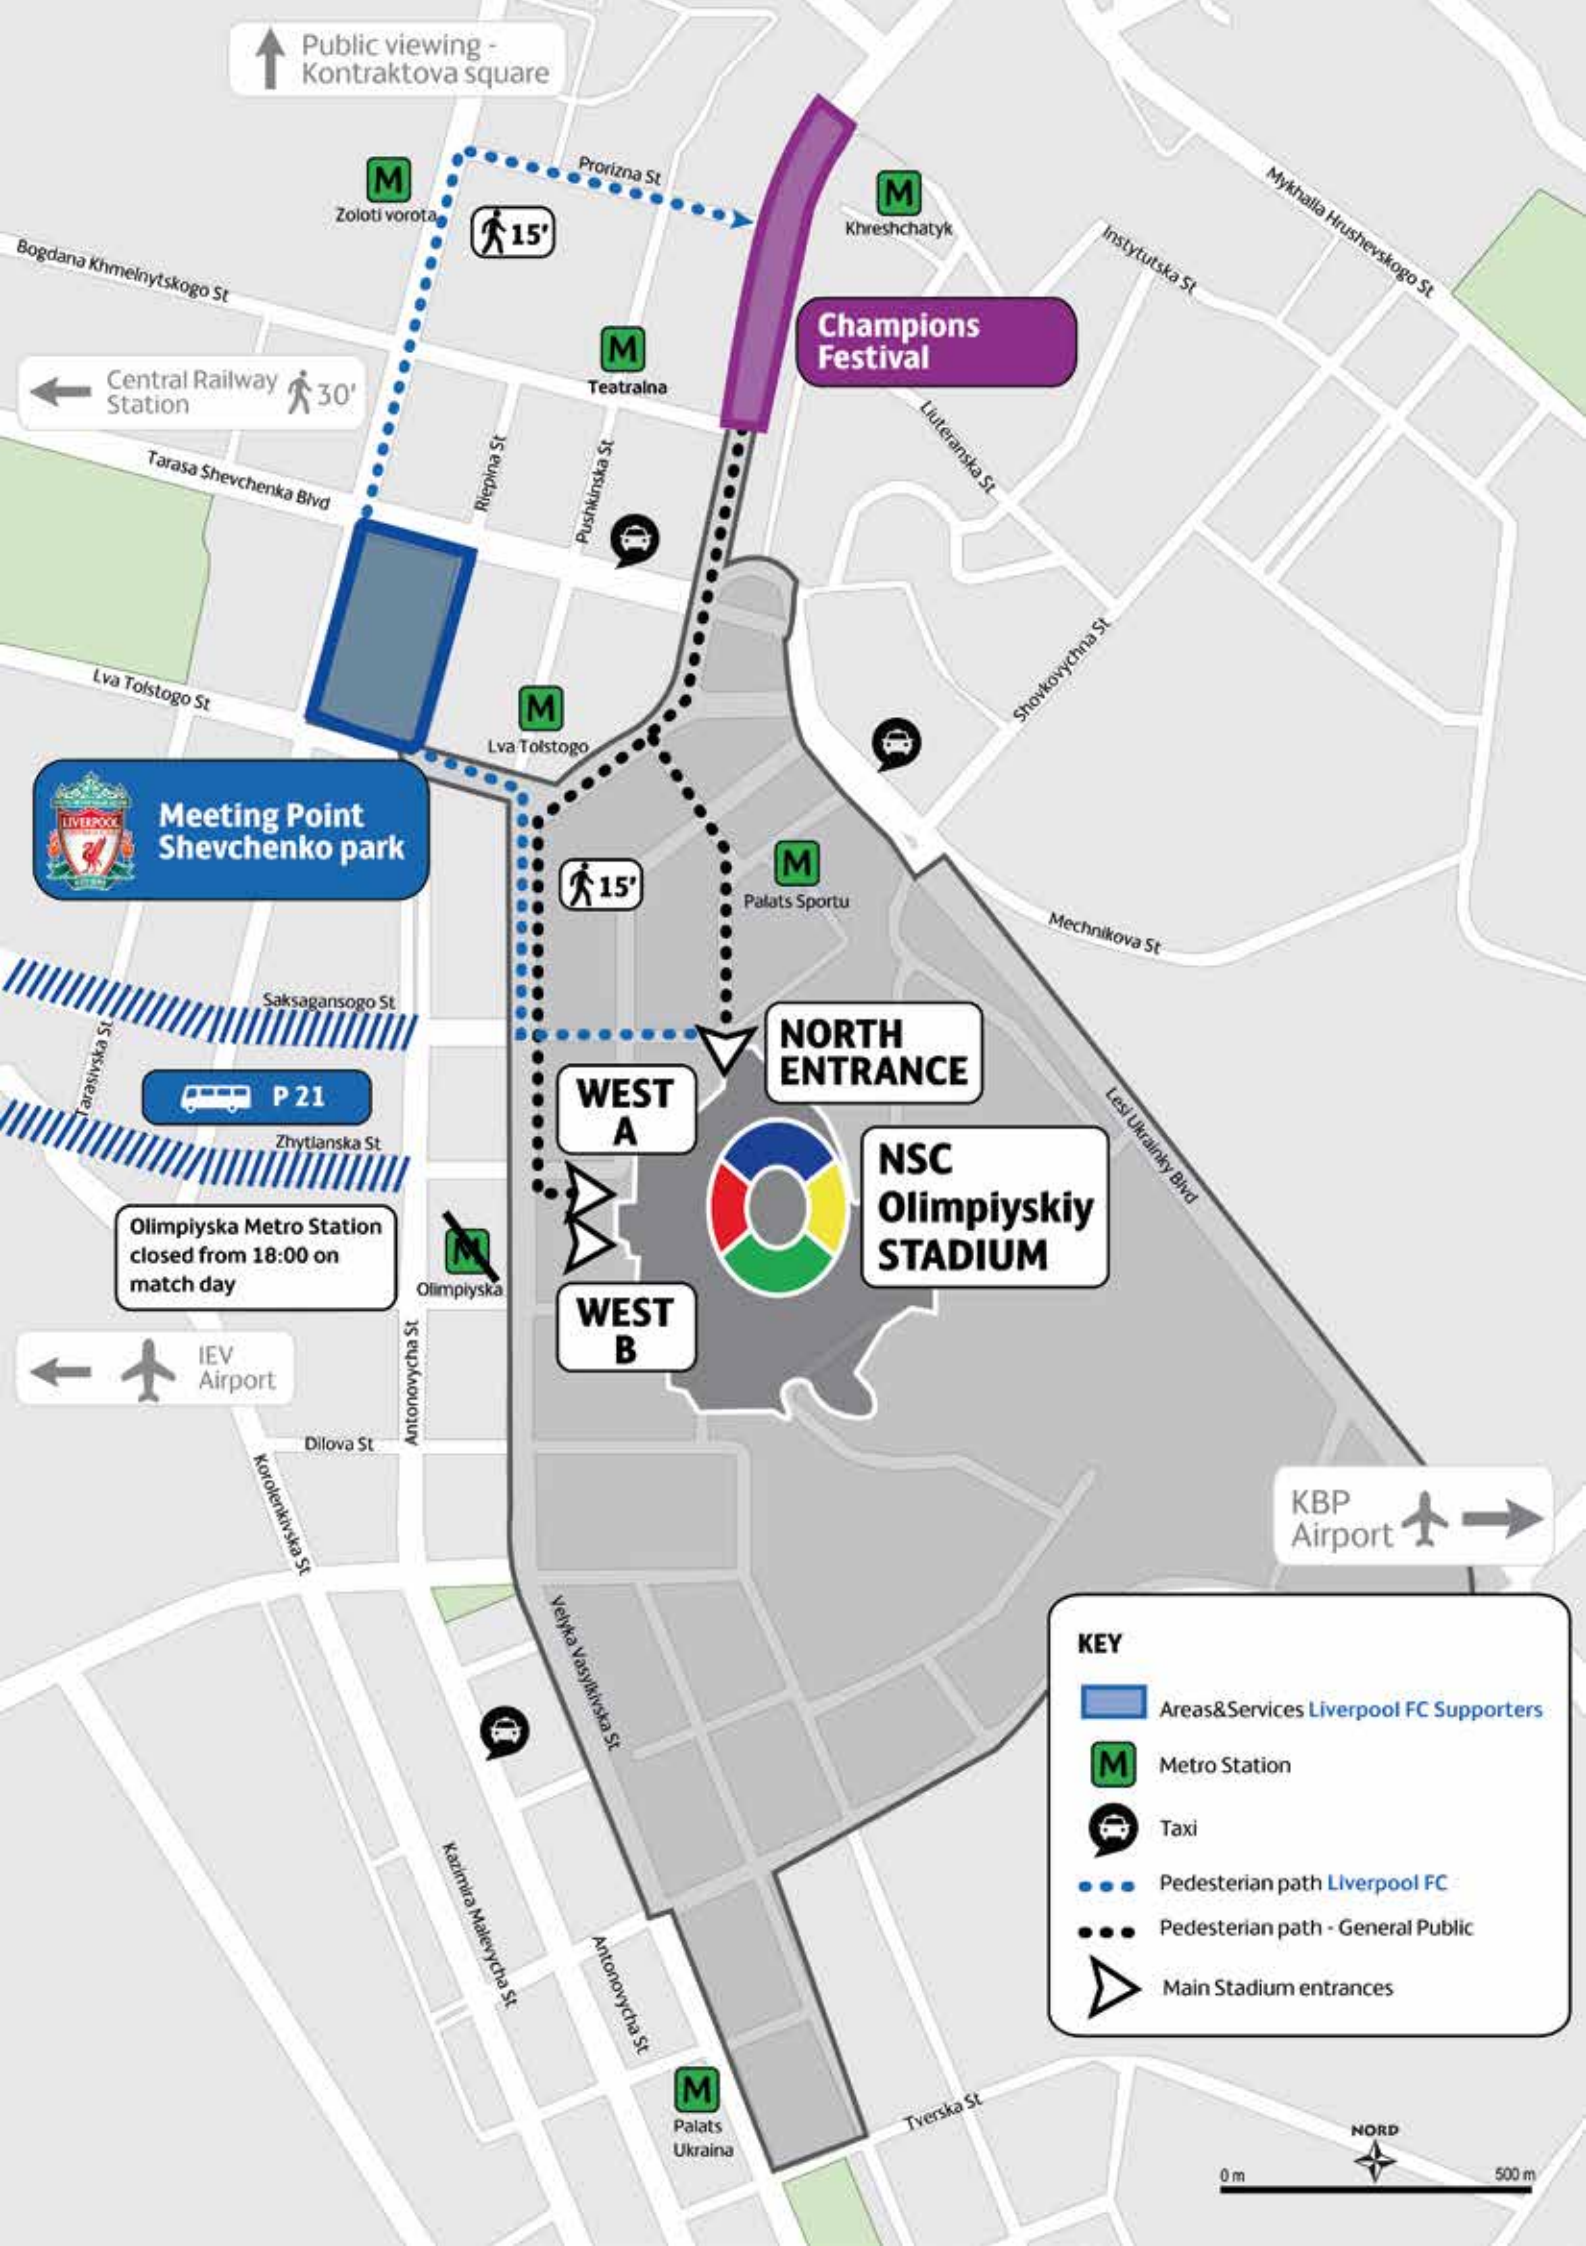 Public viewing -
Kontraktova square
Prorizna St
M
Zoloti vorota
15'
M
Khreshchatyk
Mykhalla Hrushevskogo St
Instytutska St
Bogdana Khmelnytskogo St
Champions
Festival
M
Teatralna
Central Railway
Station
30'
Liuteranska St
Tarasa Shevchenka Blvd
Riepina St
Pushkinska St
Shovkovychna St
Lva Tolstogo St
M
Lva Tolstogo
LIVERPOOL
Meeting Point
Shevchenko park
15'
M
Palats Sportu
Mechnikova St
Saksagansogo St
Tarasivska St
NORTH
ENTRANCE
P 21
WEST
A
Zhytlanska St
Lesi Ukrainky Blvd
NSC
Olimpiyskiy
STADIUM
Olimpiyska Metro Station
closed from 18:00 on
match day
M
Olimpiyska
WEST
B
IEV
Airport
Antonovycha St
Dilova St
Korolenkivska St
KBP
Airport
Velyka Vasylkivska St
KEY
Areas&Services Liverpool FC Supporters
M
Metro Station
Taxi
Pedesterian path Liverpool FC
Pedesterian path - General Public
Main Stadium entrances
Kazimira Malevycha St
Antonovycha St
M
Palats
Ukraina
Tverska St
NORD
0 m
500 m